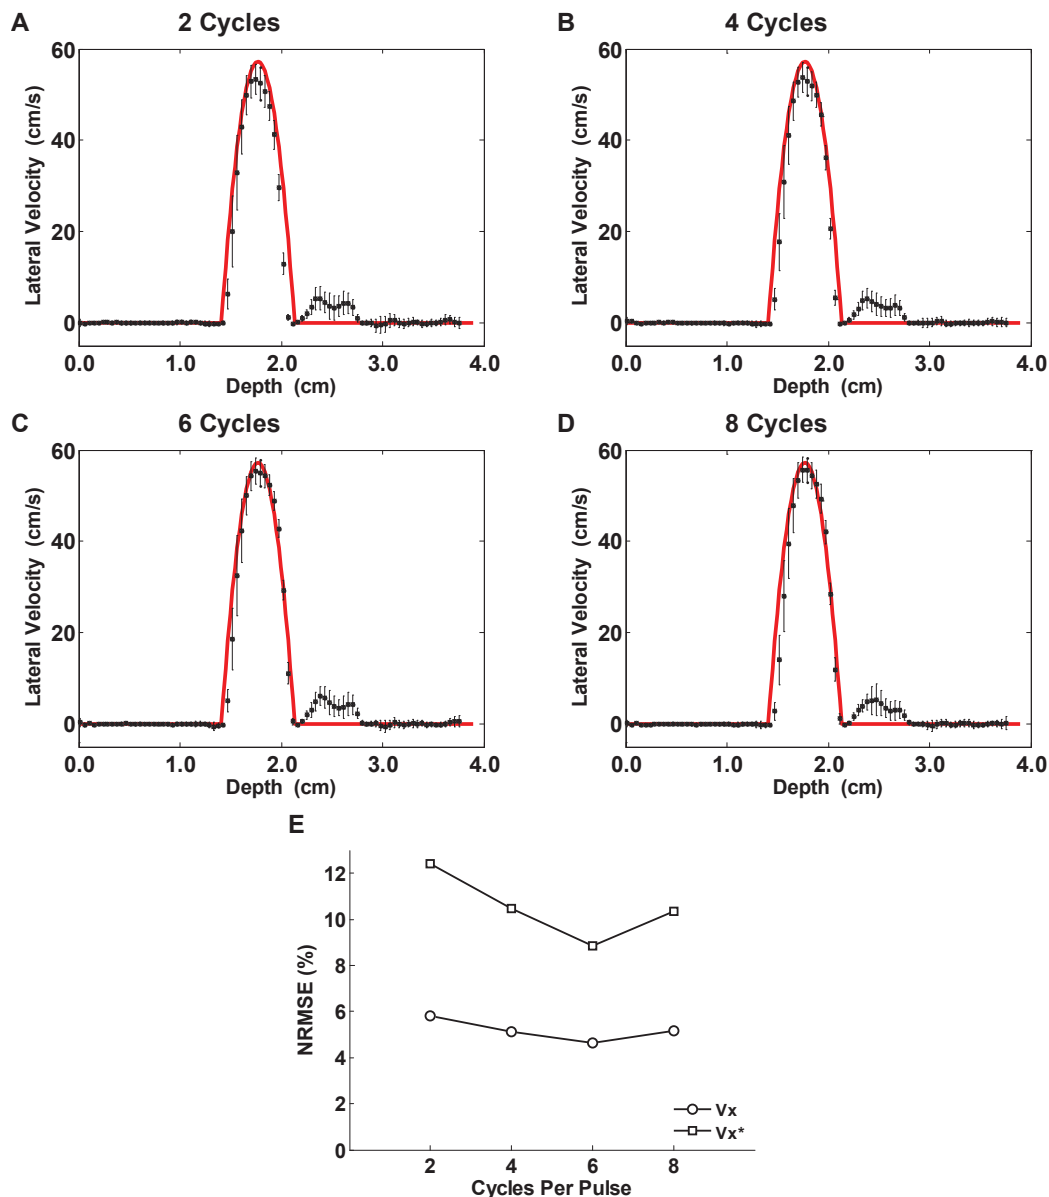 A 2 Cycles
60
40
20
0
Lateral Velocity (cm/s)
0.0 1.0 2.0 3.0 4.0
Depth (cm)
B 4 Cycles
60
40
20
0
Lateral Velocity (cm/s)
0.0 1.0 2.0 3.0 4.0
Depth (cm)
C 6 Cycles
60
40
20
0
Lateral Velocity (cm/s)
0.0 1.0 2.0 3.0 4.0
Depth (cm)
D 8 Cycles
60
40
20
0
Lateral Velocity (cm/s)
0.0 1.0 2.0 3.0 4.0
Depth (cm)
E
12
10
8
6
4
2
0
NRMSE (%)
Vx
Vx*
2 4 6 8
Cycles Per Pulse